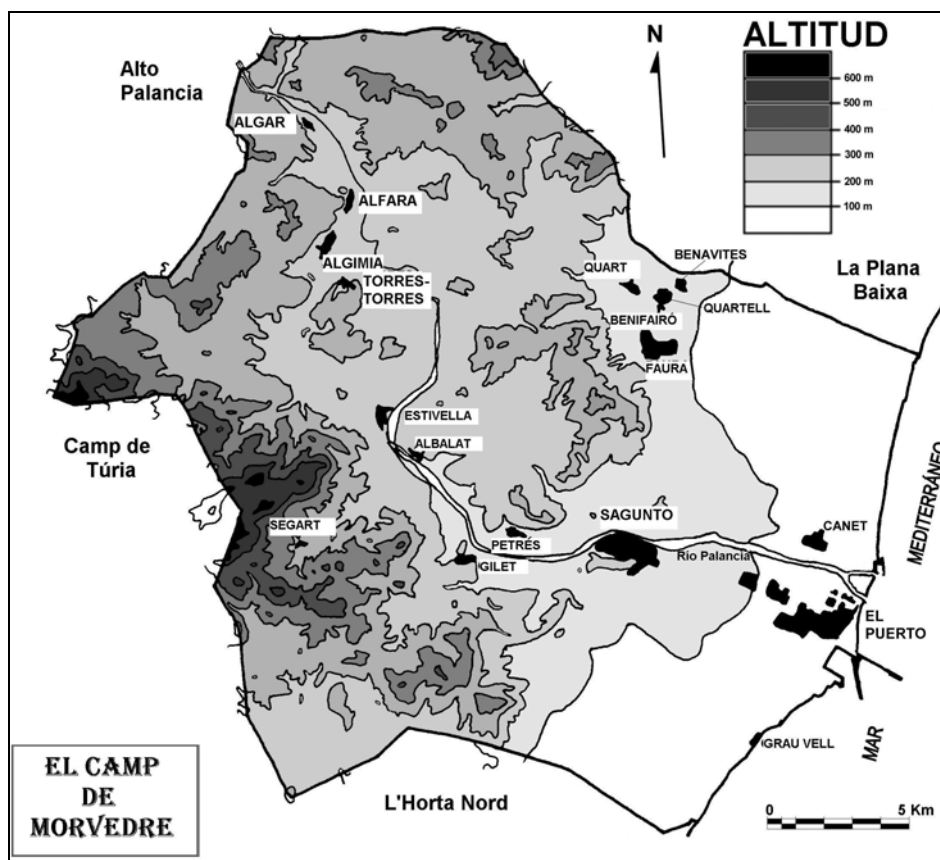 ALTITUD
600 m
500 m
400 m
300 m
200 m
100 m
N
Alto
Palancia
ALGAR
ALFARA
ALGIMIA
TORRES-
TORRES
QUART
BENAVITES
La Plana
Baixa
QUARTELL
BENIFAIRÓ
FAURA
ESTIVELLA
ALBALAT
Camp de
Túria
SEGART
PETRÉS
GILET
SAGUNTO
Río Palancia
CANET
MEDITERRÁNEO
EL
PUERTO
MAR
GRAU VELL
L'Horta Nord
EL CAMP
DE
MORVEDRE
0 5 Km